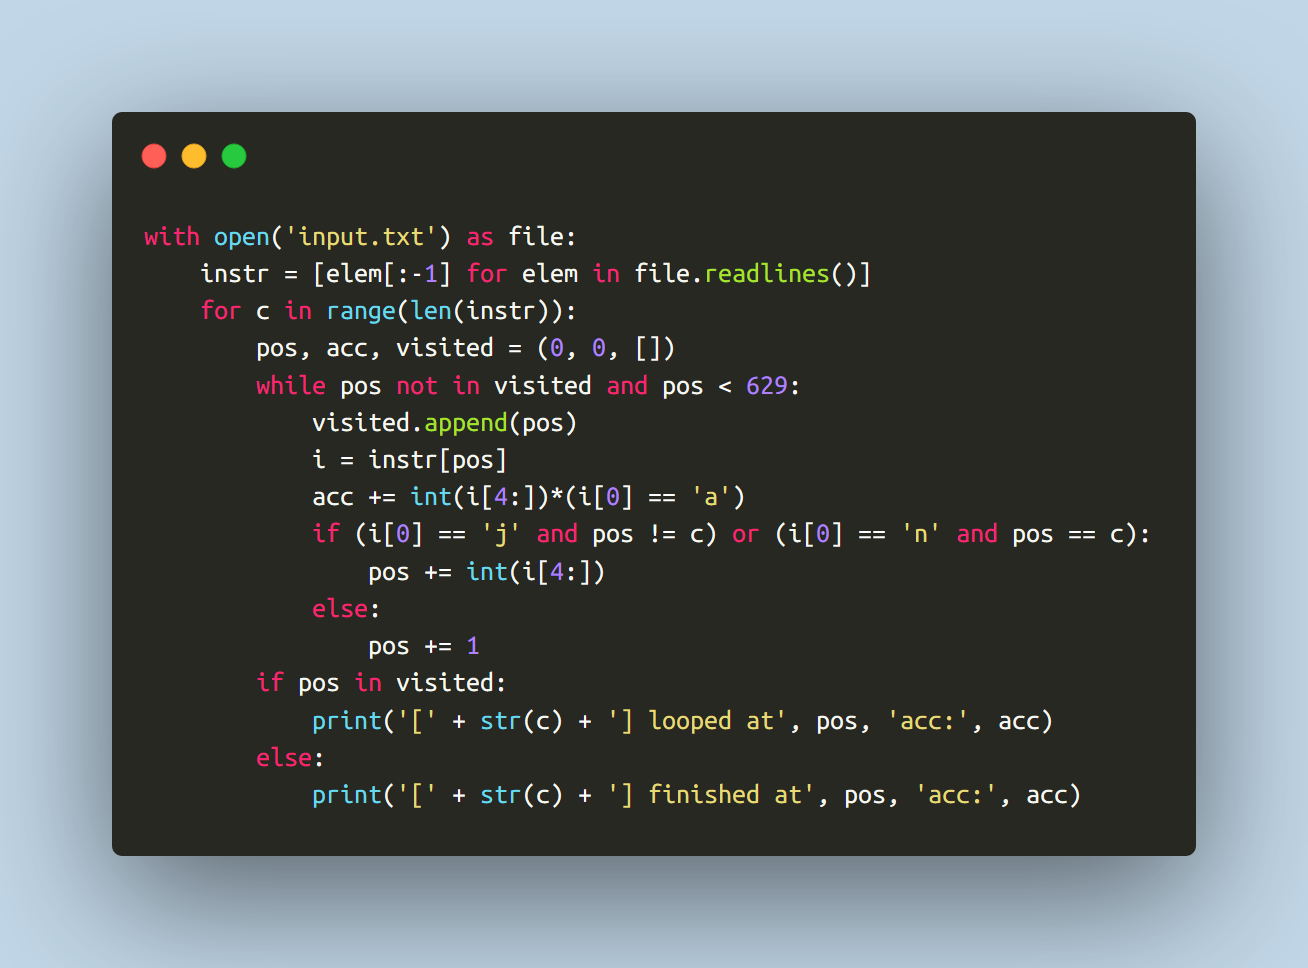 with open('input.txt') as file:
    instr = [elem[:-1] for elem in file.readlines()]
    for c in range(len(instr)):
        pos, acc, visited = (0, 0, [])
        while pos not in visited and pos < 629:
            visited.append(pos)
            i = instr[pos]
            acc += int(i[4:])*(i[0] == 'a')
            if (i[0] == 'j' and pos != c) or (i[0] == 'n' and pos == c):
                pos += int(i[4:])
            else:
                pos += 1
        if pos in visited:
            print('[' + str(c) + '] looped at', pos, 'acc:', acc)
        else:
            print('[' + str(c) + '] finished at', pos, 'acc:', acc)